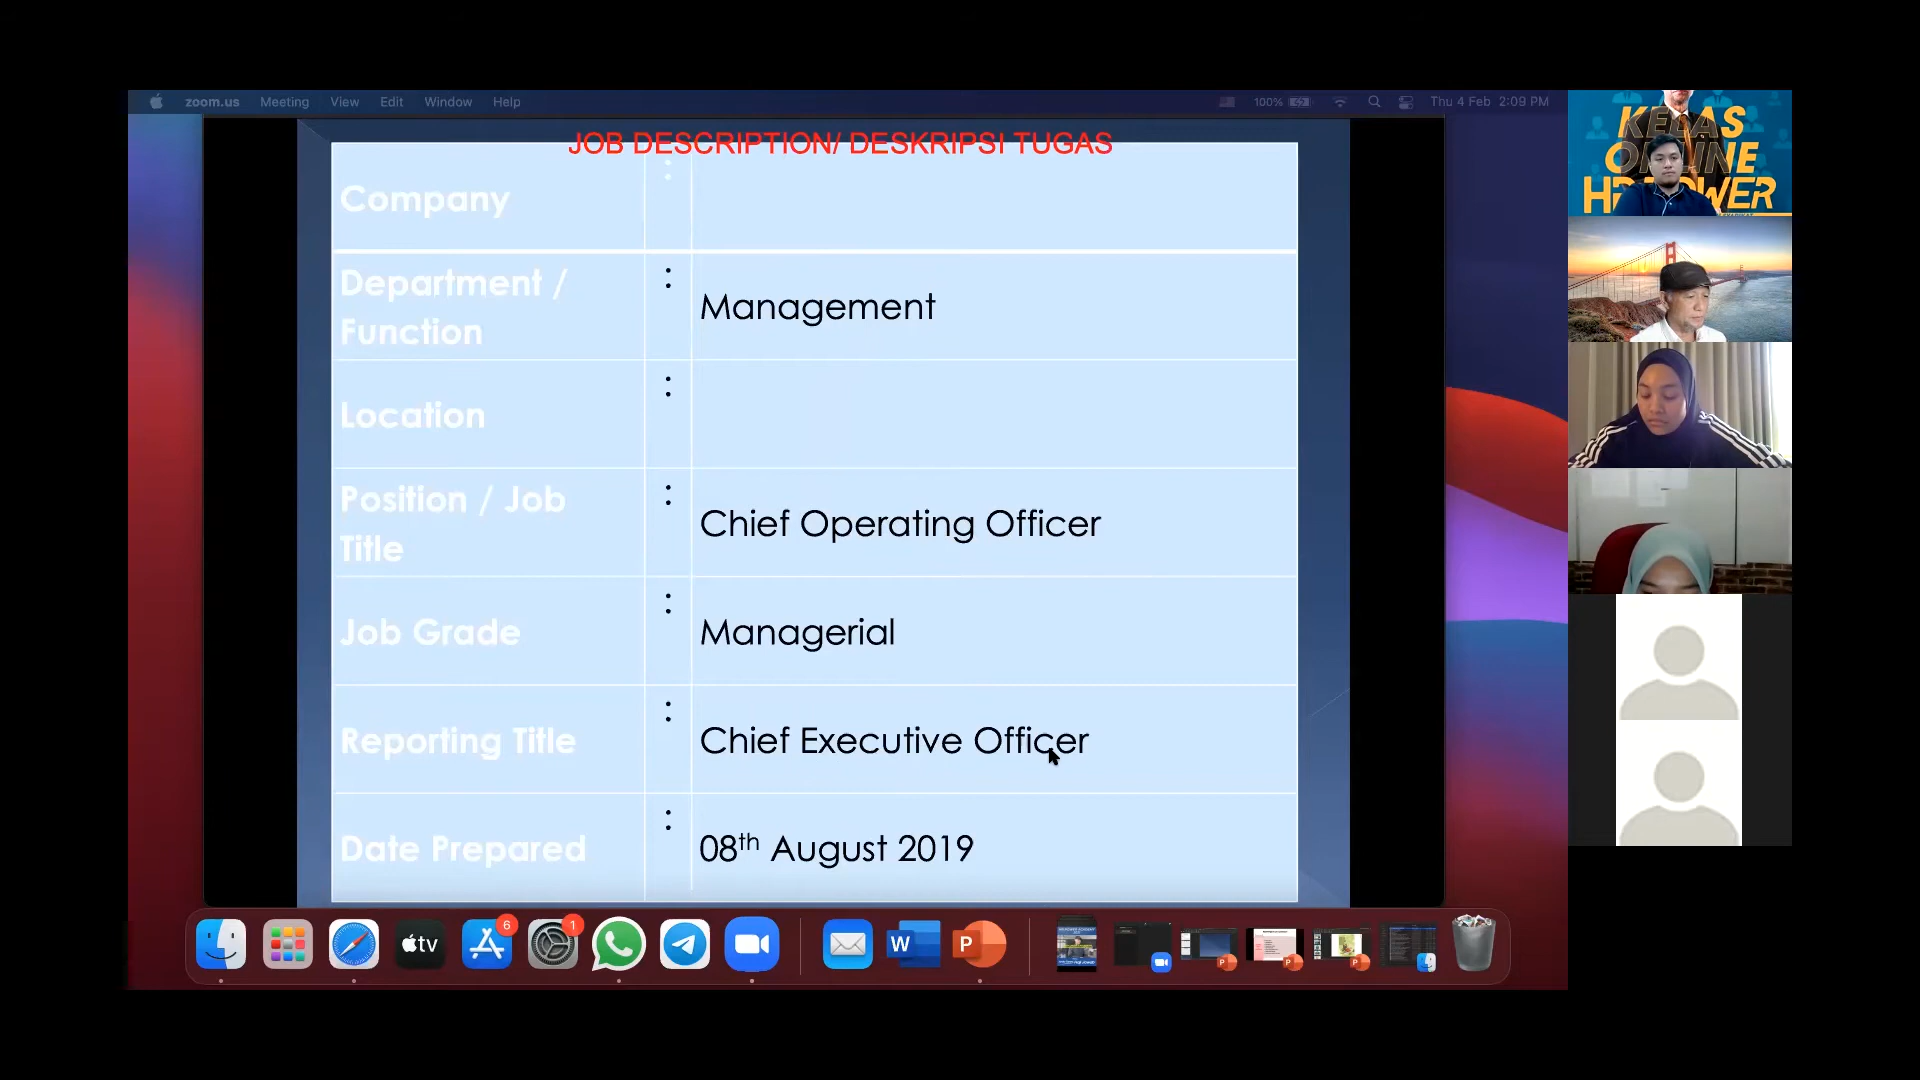 zoom.us Meeting View Edit Window Help
100% Thu 4 Feb 2:09 PM
JOB DESCRIPTION/ DESKRIPSI TUGAS
Company :
Department / Function : Management
Location :
Position / Job Title : Chief Operating Officer
Job Grade : Managerial
Reporting Title : Chief Executive Officer
Date Prepared : 08th August 2019
KELAS
ONLINE
6
1
tv
W
P